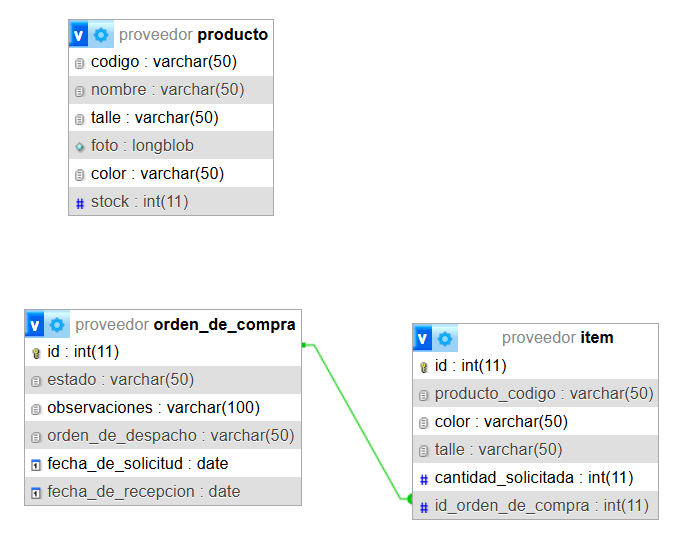 v proveedor producto
codigo : varchar(50)
nombre : varchar(50)
talle : varchar(50)
foto : longblob
color : varchar(50)
# stock : int(11)
v proveedor orden_de_compra
id : int(11)
estado : varchar(50)
observaciones : varchar(100)
orden_de_despacho : varchar(50)
fecha_de_solicitud : date
fecha_de_recepcion : date
v proveedor item
id : int(11)
producto_codigo : varchar(50)
color : varchar(50)
talle : varchar(50)
# cantidad_solicitada : int(11)
# id_orden_de_compra : int(11)